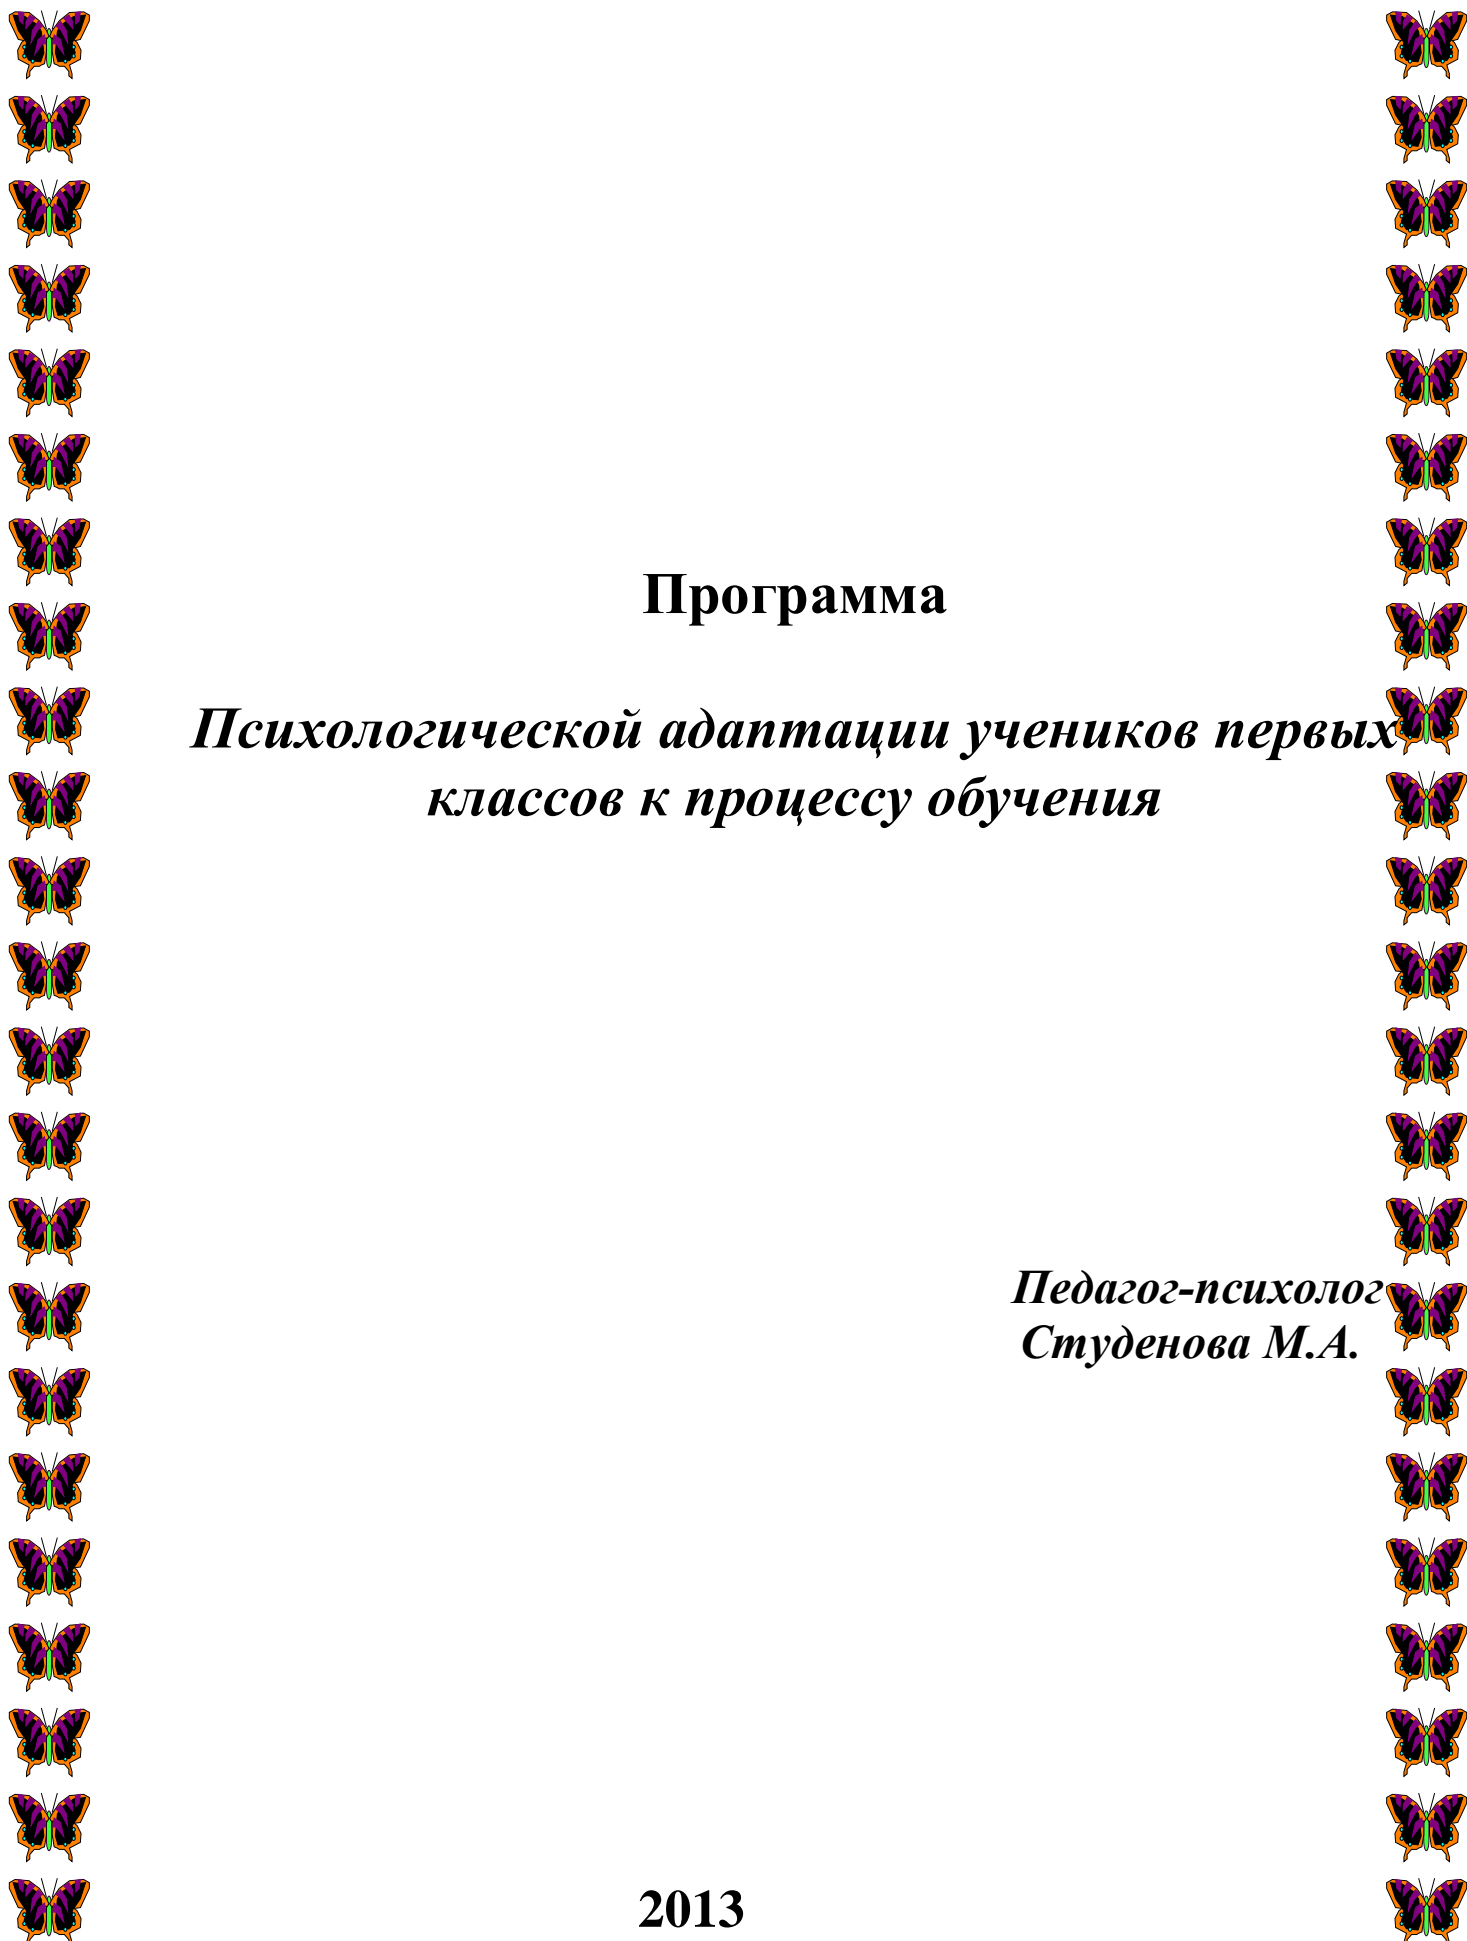 Программа
Психологической адаптации учеников первых
классов к процессу обучения
Педагог-психолог
Студенова М.А.
2013